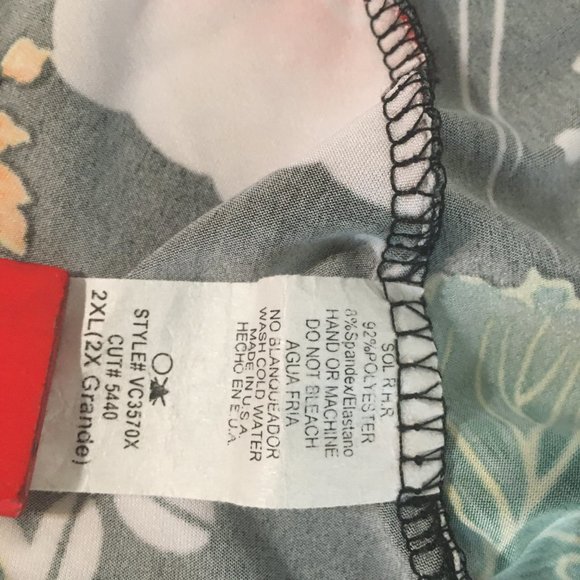 SOL R.H.R
92%POLYESTER
8%Spandex/Elastano
HAND OR MACHINE
DO NOT BLEACH
AGUA FRIA
NO BLANQUEADOR
WASH COLD WATER
MADE IN U.S.A.
HECHO EN E.U.A.
STYLE# VC3570X
CUT# 5440
2XL(2X Grande)